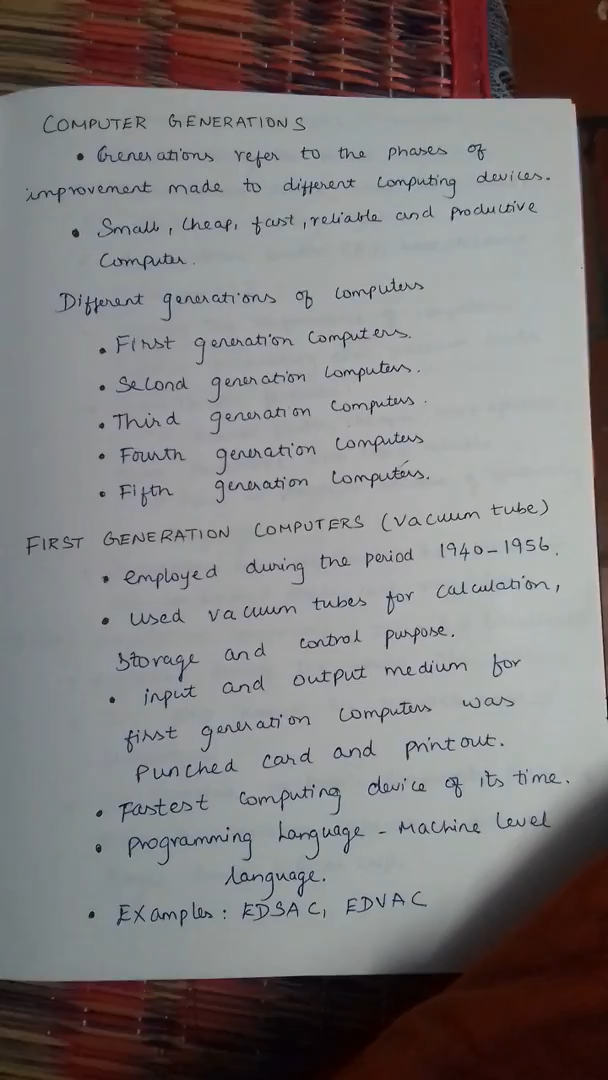 COMPUTER GENERATIONS
• Generations refer to the phases of
improvement made to different computing devices.
• Small, cheap, fast, reliable and productive
Computer.
Different generations of computers
• First generation computers.
• Second generation computers.
• Third generation computers.
• Fourth generation computers
• Fifth generation computers.
FIRST GENERATION COMPUTERS (Vacuum tube)
• employed during the period 1940-1956.
• used vacuum tubes for calculation,
storage and control purpose.
• input and output medium for
first generation computers was
punched card and printout.
• Fastest computing device of its time.
• Programming Language - Machine level
language.
• Examples: EDSAC, EDVAC